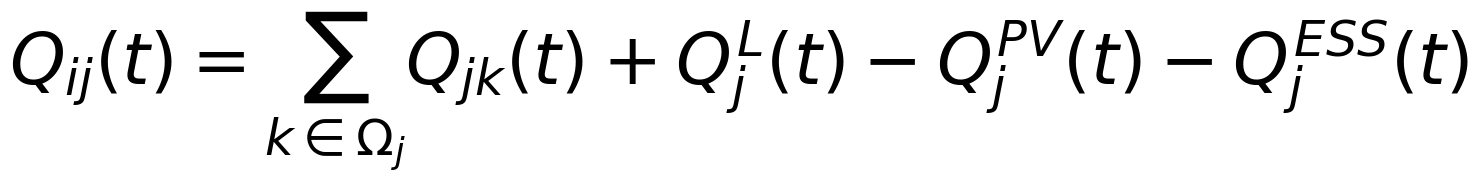 Q_{ij}(t) = \sum_{k \in \Omega_j} Q_{jk}(t) + Q_j^L(t) - Q_j^{PV}(t) - Q_j^{ESS}(t)